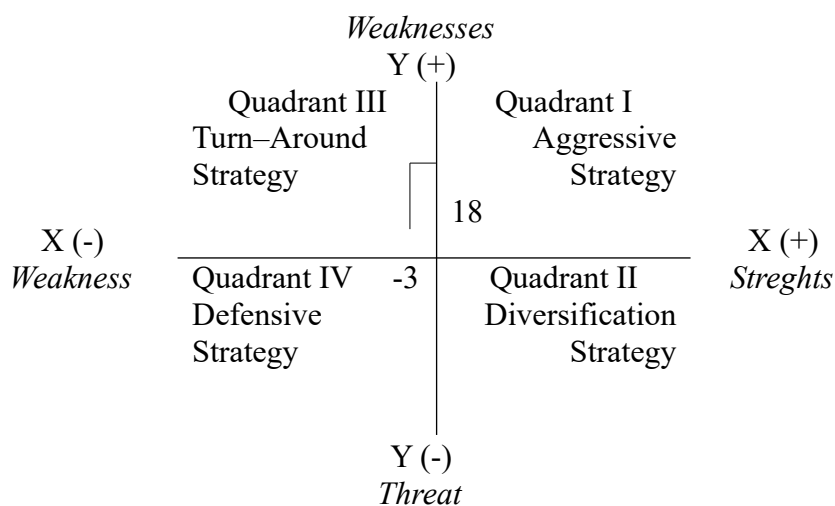 Weaknesses
Y (+)
Quadrant III
Turn–Around
Strategy
Quadrant I
Aggressive
Strategy
18
X (-)
Weakness
X (+)
Streghts
Quadrant IV
Defensive
Strategy
-3
Quadrant II
Diversification
Strategy
Y (-)
Threat